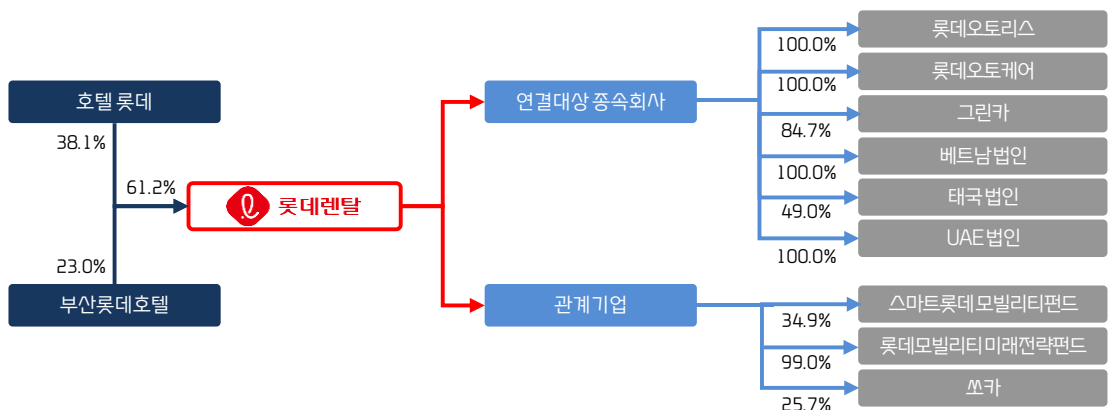 호텔 롯데
38.1%
61.2%
롯데렌탈
23.0%
부산롯데호텔
연결대상 종속회사
롯데오토리스
100.0%
롯데오토케어
100.0%
그린카
84.7%
베트남 법인
100.0%
태국 법인
49.0%
UAE 법인
100.0%
관계기업
스마트롯데 모빌리티펀드
34.9%
롯데모빌리티 미래전략펀드
99.0%
쏘카
25.7%